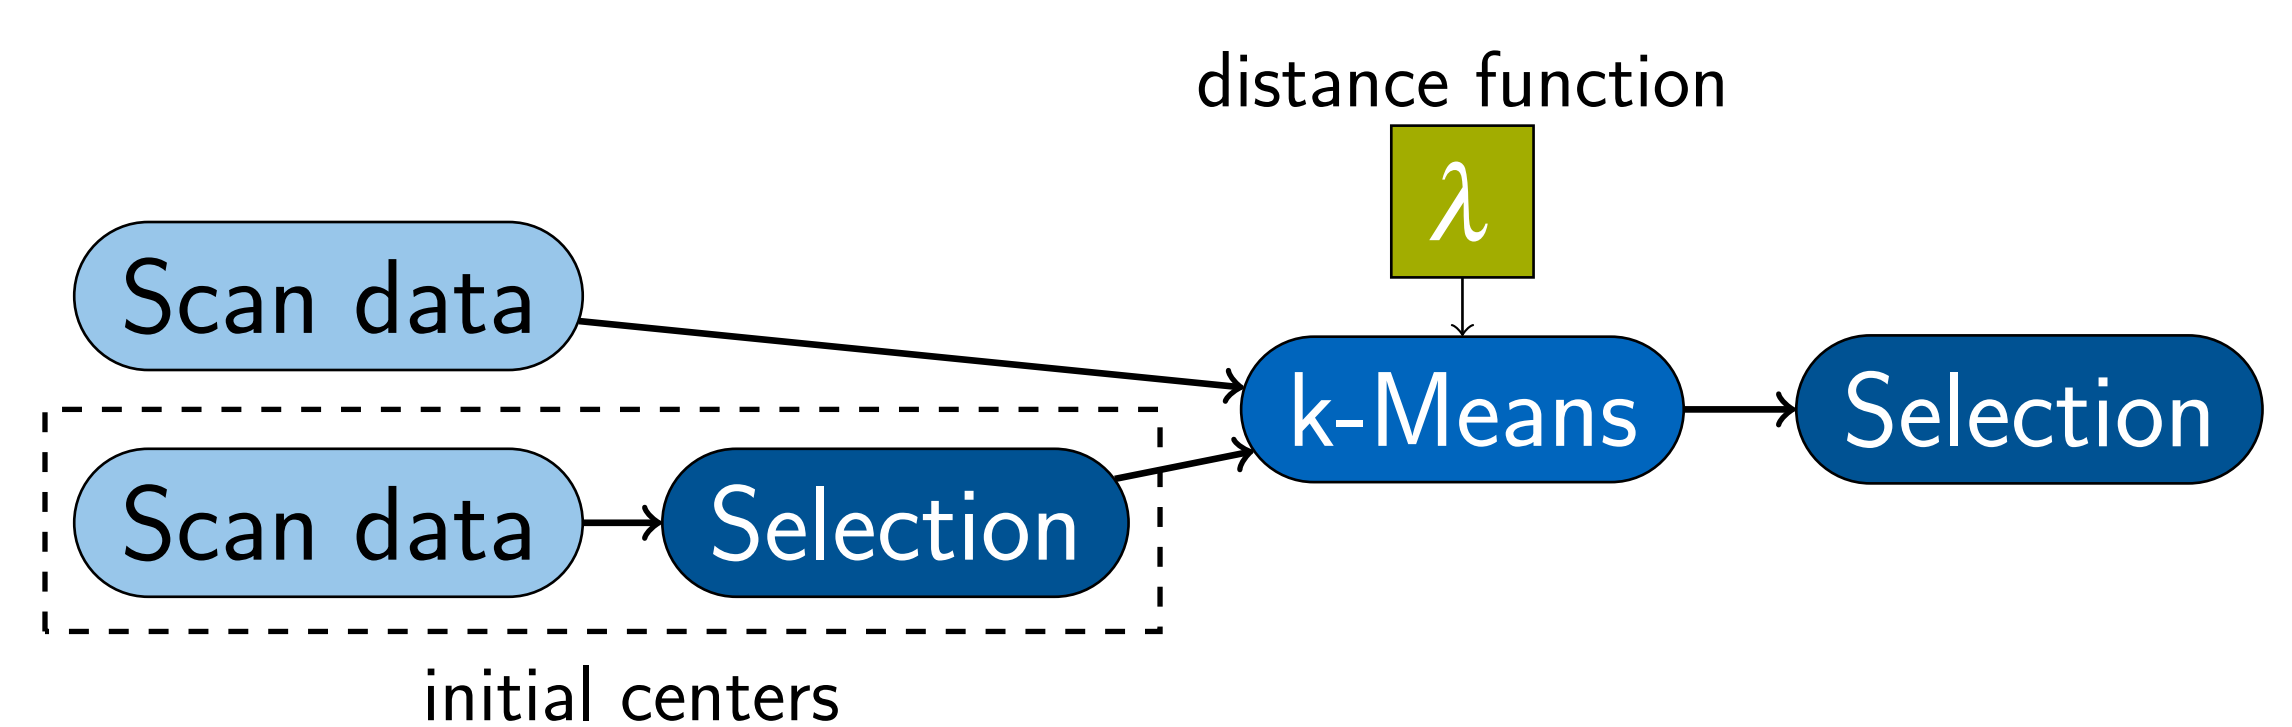 distance function
λ
Scan data
k-Means
Selection
Scan data
Selection
initial centers